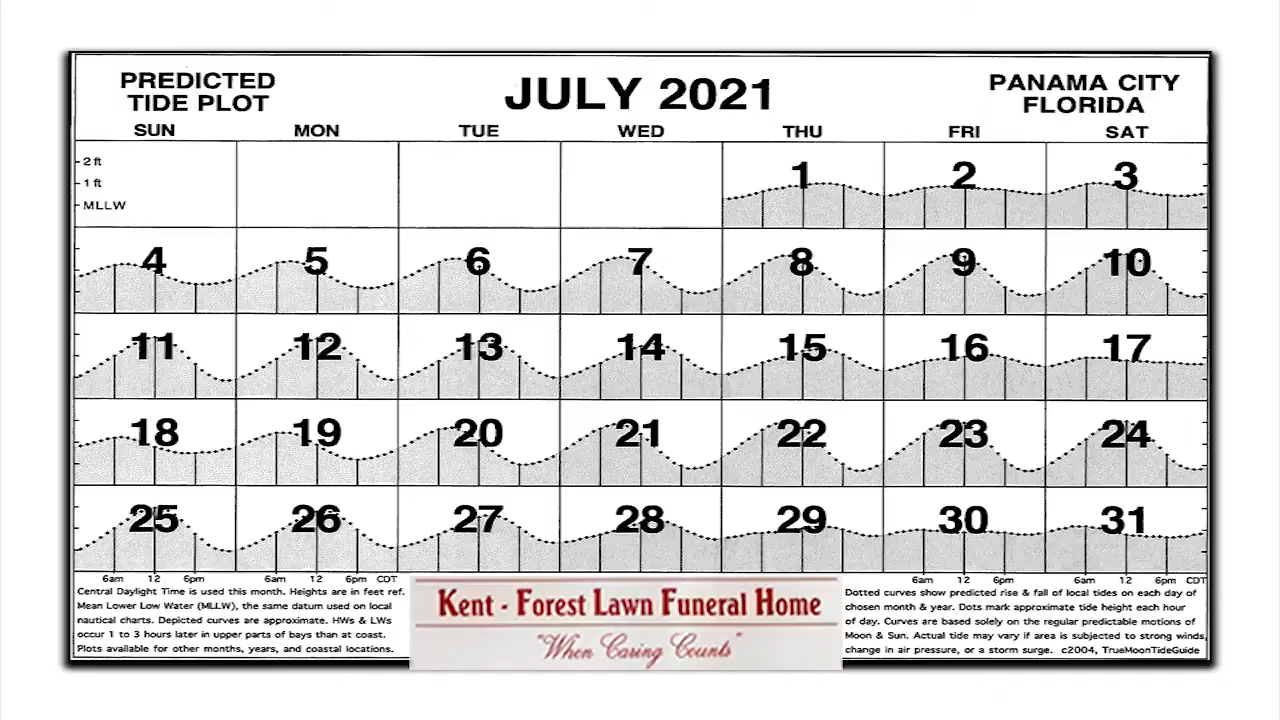 PREDICTED
TIDE PLOT
JULY 2021
PANAMA CITY
FLORIDA
SUN MON TUE WED THU FRI SAT
2 ft
1 ft
MLLW
1 2 3
4 5 6 7 8 9 10
11 12 13 14 15 16 17
18 19 20 21 22 23 24
25 26 27 28 29 30 31
6am 12 6pm 6am 12 6pm CDT 6am 12 6pm 6am 12 6pm CDT
Central Daylight Time is used this month. Heights are in feet ref.
Mean Lower Low Water (MLLW), the same datum used on local
nautical charts. Depicted curves are approximate. HWs & LWs
occur 1 to 3 hours later in upper parts of bays than at coast.
Plots available for other months, years, and coastal locations.
Kent - Forest Lawn Funeral Home
"When Caring Counts"
Dotted curves show predicted rise & fall of local tides on each day of
chosen month & year. Dots mark approximate tide height each hour
of day. Curves are based solely on the regular predictable motions of
Moon & Sun. Actual tide may vary if area is subjected to strong winds,
change in air pressure, or a storm surge. c2004, TrueMoonTideGuide